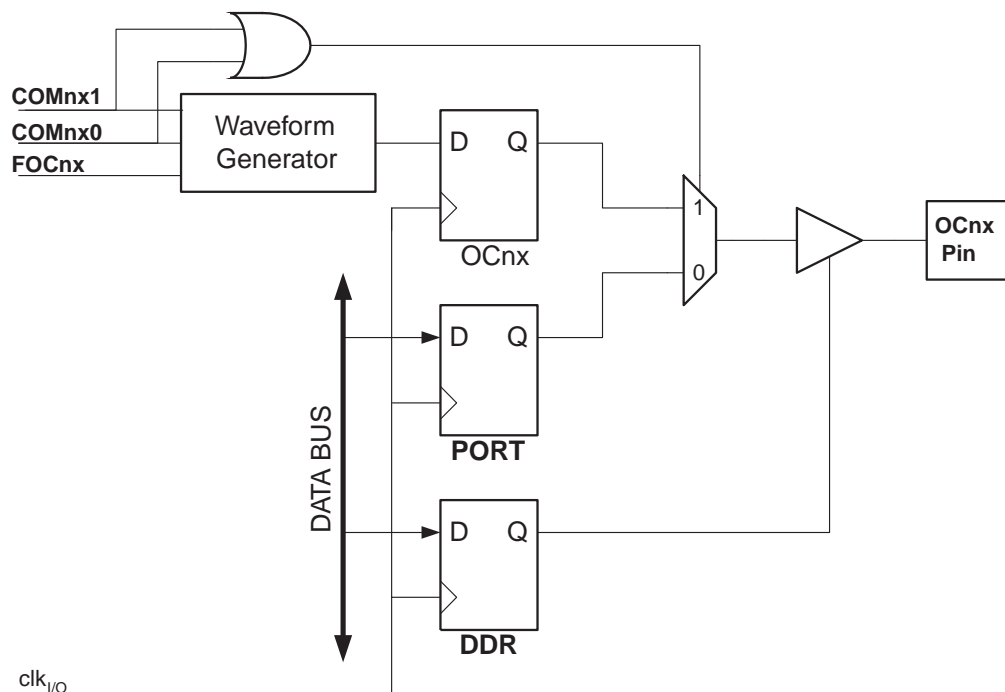 COMnx1
COMnx0
FOCnx
Waveform
Generator
D Q
OCnx
1
0
OCnx
Pin
D Q
PORT
DATA BUS
D Q
DDR
clkI/O